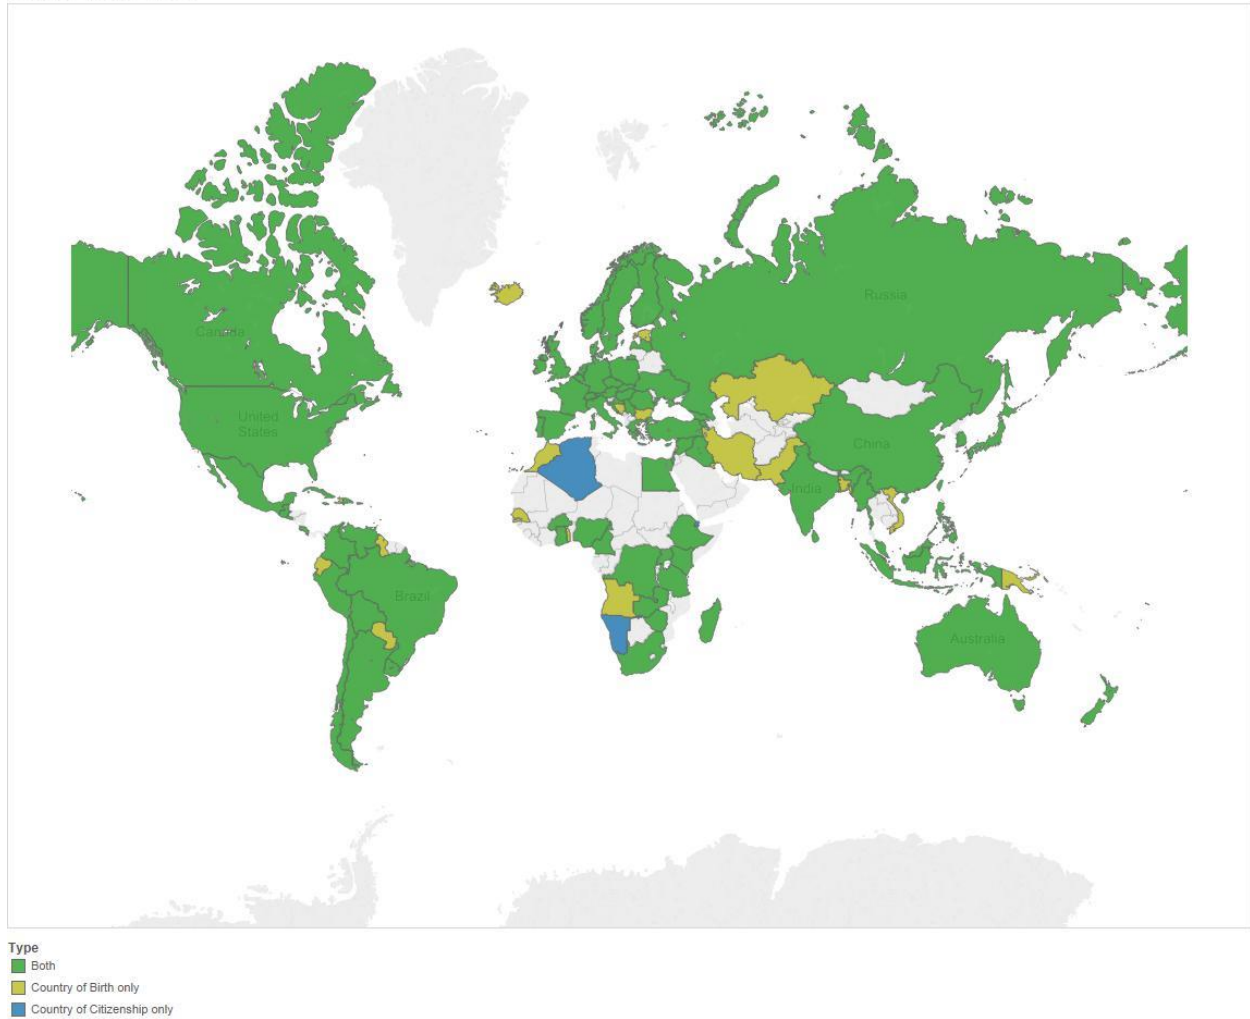 Canada
Russia
United
States
China
India
Brazil
Australia
Type
Both
Country of Birth only
Country of Citizenship only